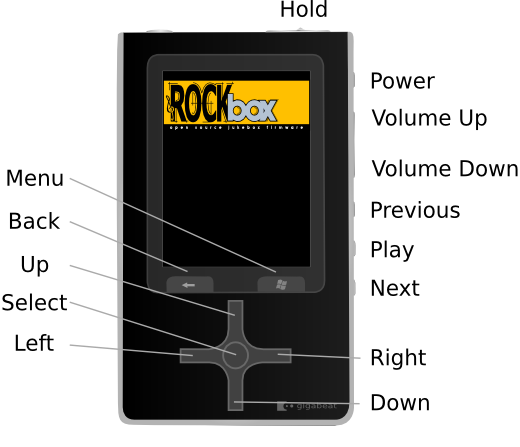 Hold
Power
Volume Up
Volume Down
Previous
Play
Next
ROCKbox
open source jukebox firmware
Menu
Back
Up
Select
Left
Right
Down
gigabeat